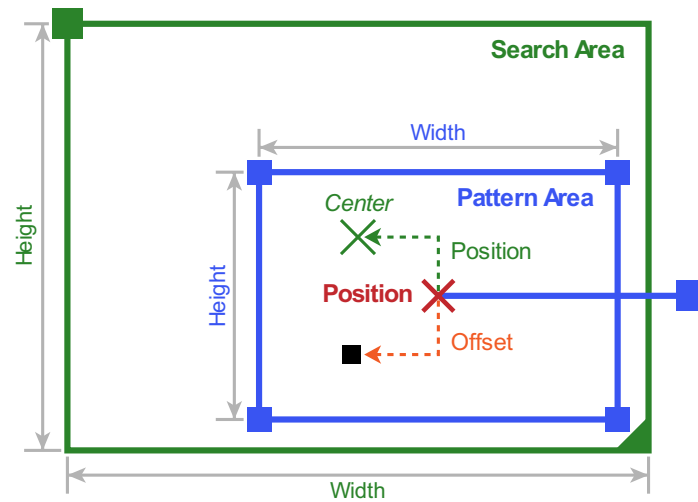 Search Area
Width
Pattern Area
Center
Position
Height
Height
Position
Offset
Width